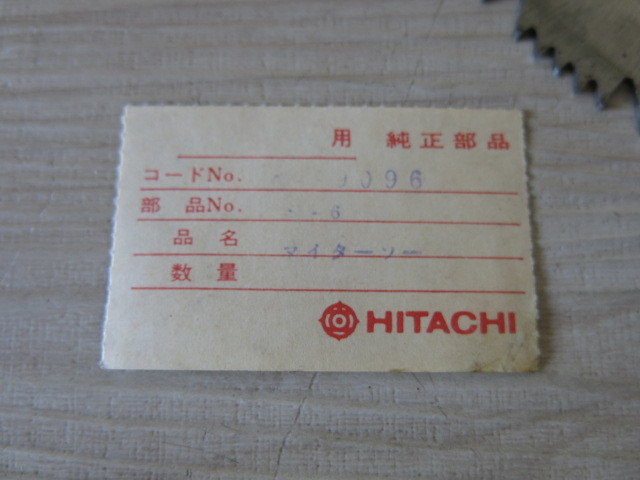 用 純正部品
コードNo. 0096
部品No. 6
品名 マイターソー
数量
HITACHI